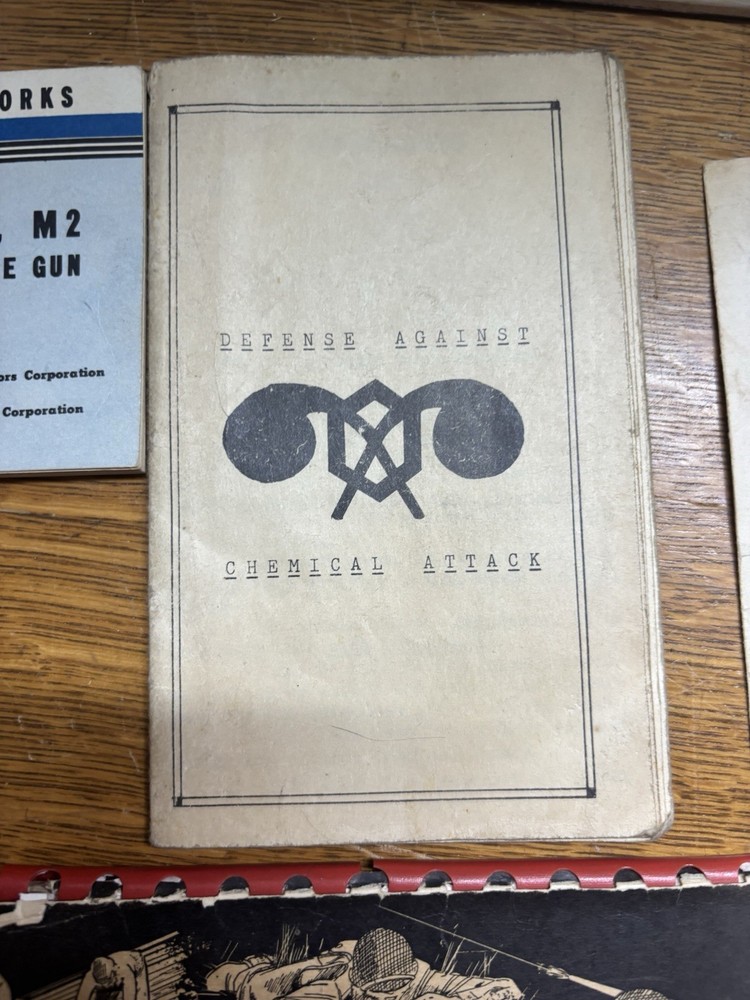 ORKS
, M2
E GUN
ors Corporation
Corporation
DEFENSE AGAINST
CHEMICAL ATTACK